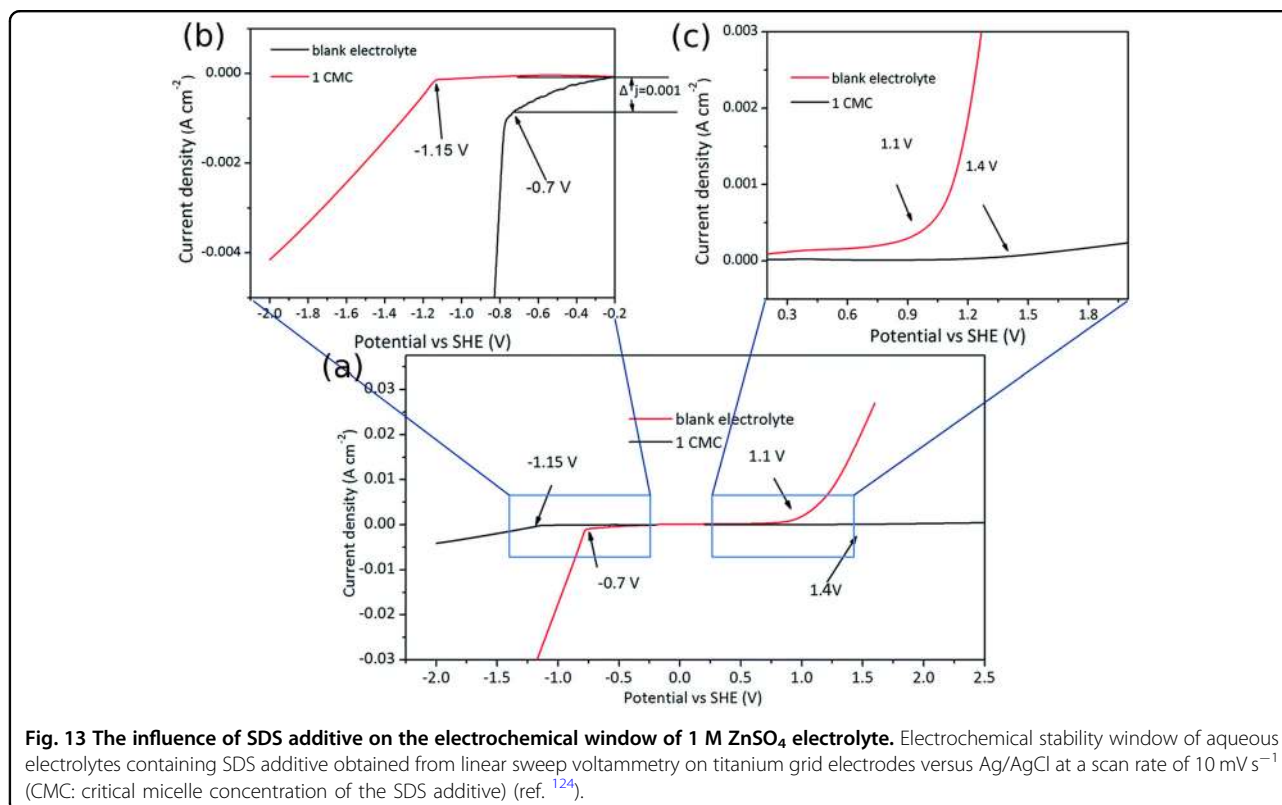 (b)
blank electrolyte
1 CMC
0.000
-0.002
-0.004
Current density (A cm⁻²)
Δ j=0.001
-1.15 V
-0.7 V
-2.0 -1.8 -1.6 -1.4 -1.2 -1.0 -0.8 -0.6 -0.4 -0.2
Potential vs SHE (V)
(c)
blank electrolyte
1 CMC
0.003
0.002
0.001
0.000
Current density (A cm⁻²)
1.1 V
1.4 V
0.3 0.6 0.9 1.2 1.5 1.8
Potential vs SHE (V)
(a)
blank electrolyte
1 CMC
0.03
0.02
0.01
0.00
-0.01
-0.02
-0.03
Current density (A cm⁻²)
-1.15 V
1.1 V
-0.7 V
1.4V
-2.0 -1.5 -1.0 -0.5 0.0 0.5 1.0 1.5 2.0 2.5
Potential vs SHE (V)
Fig. 13 The influence of SDS additive on the electrochemical window of 1 M ZnSO₄ electrolyte. Electrochemical stability window of aqueous
electrolytes containing SDS additive obtained from linear sweep voltammetry on titanium grid electrodes versus Ag/AgCl at a scan rate of 10 mV s⁻¹
(CMC: critical micelle concentration of the SDS additive) (ref. ¹²⁴).